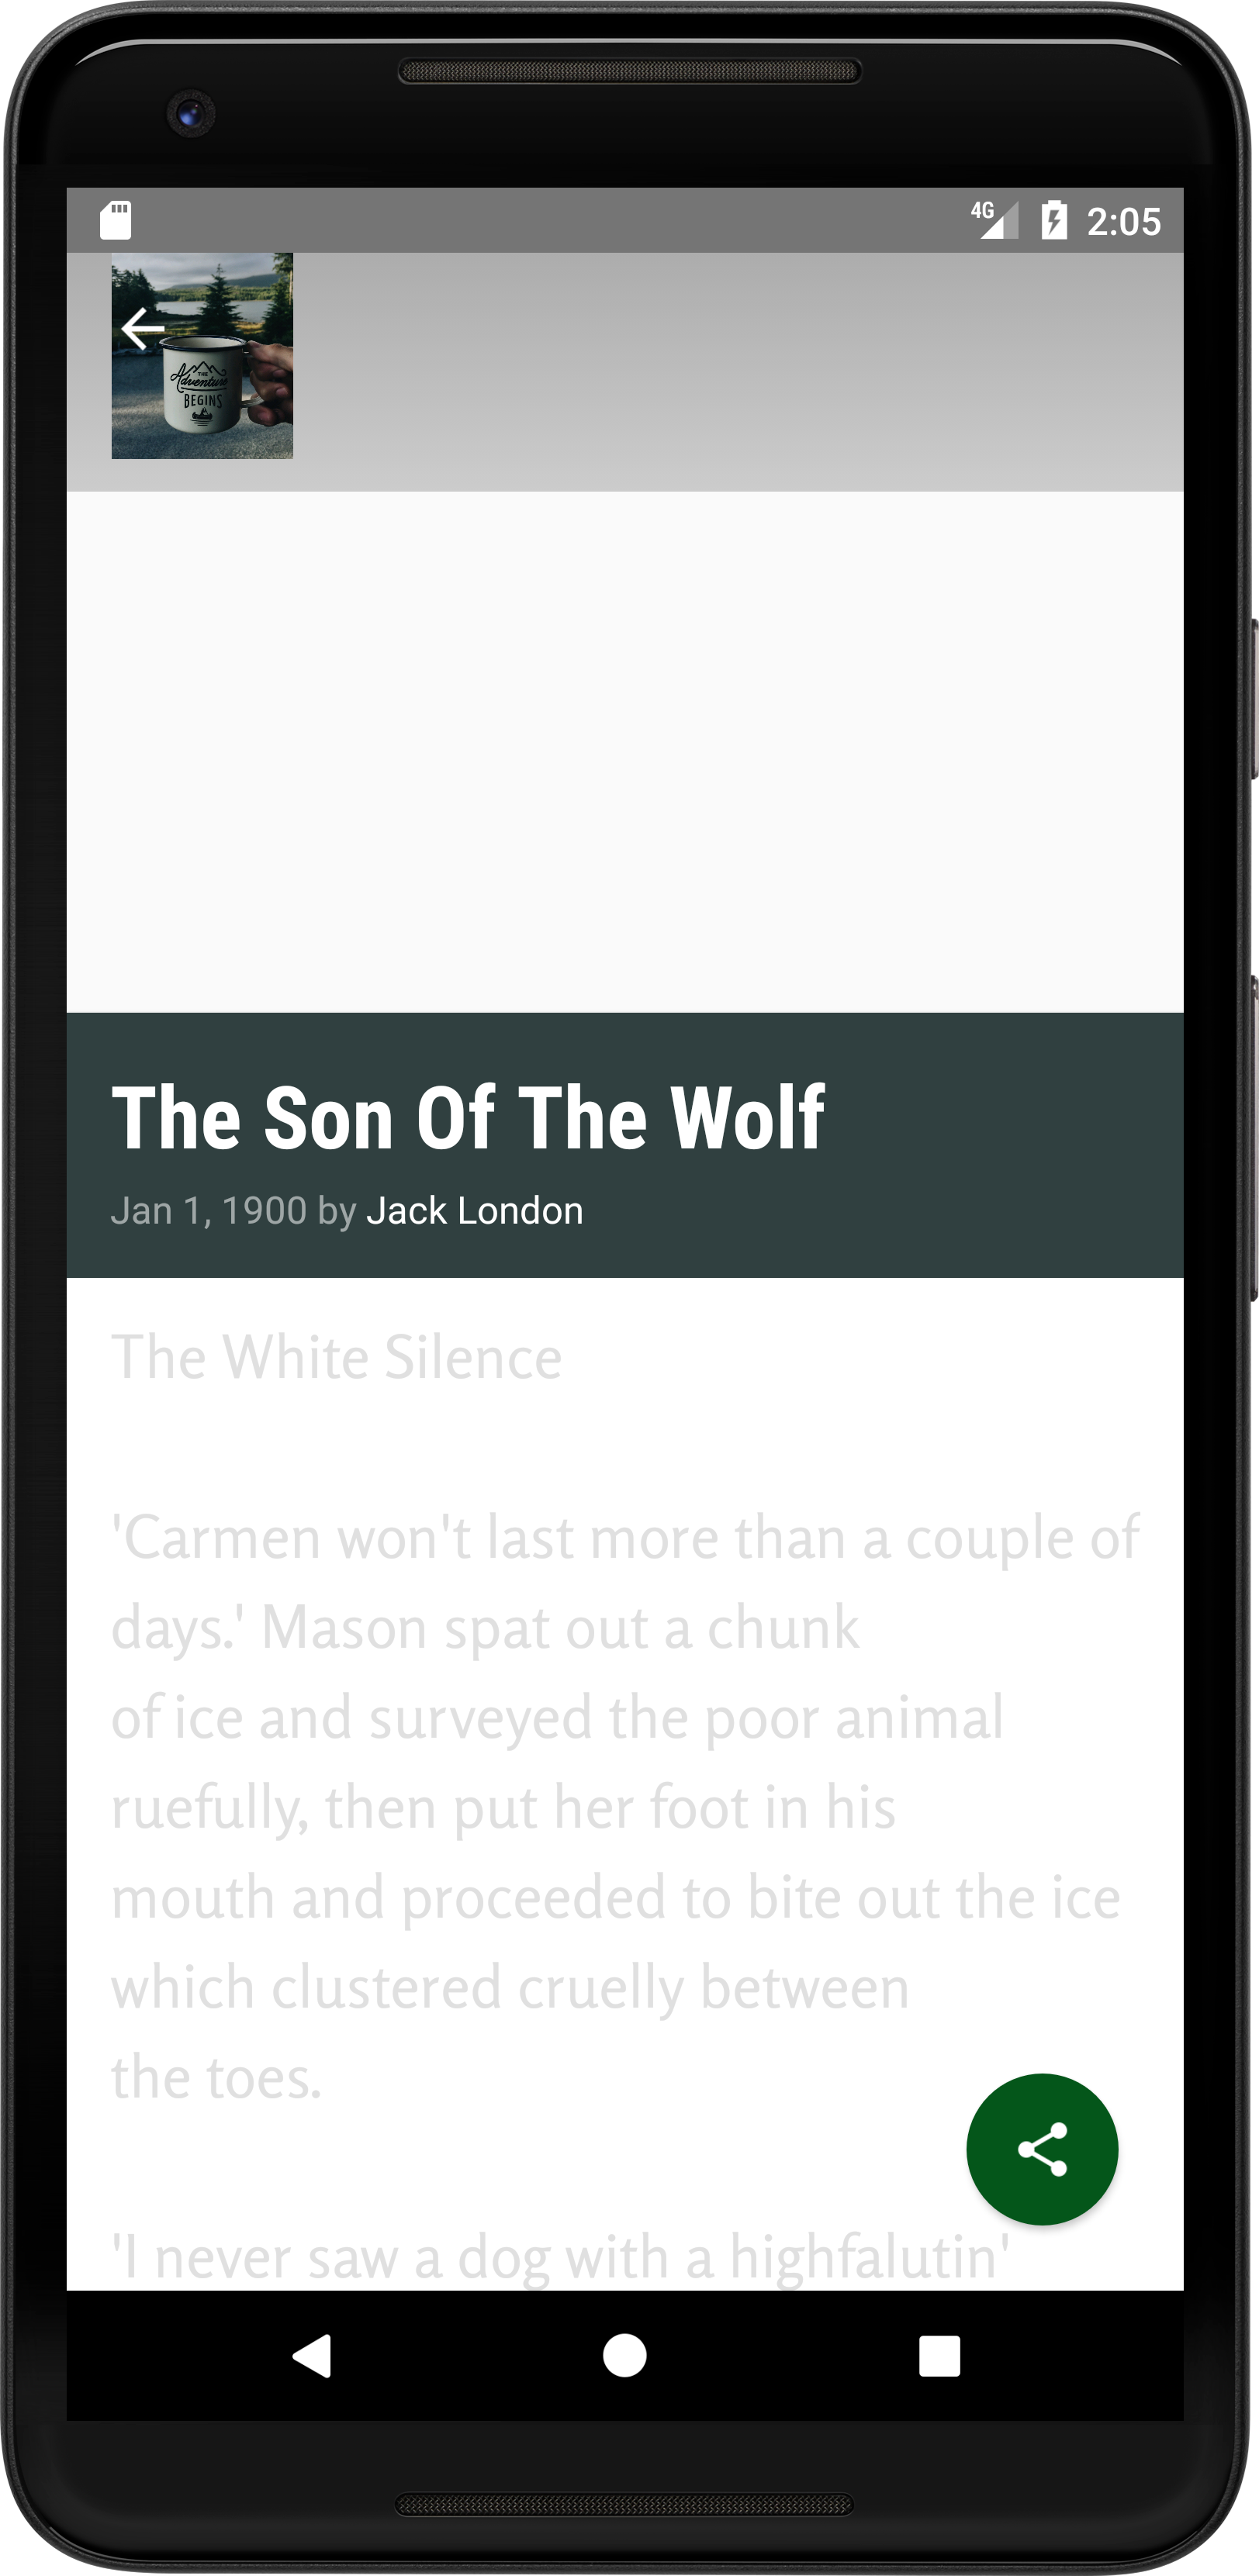 4G 2:05
THE
Adventure
BEGINS
The Son Of The Wolf
Jan 1, 1900 by Jack London
The White Silence
'Carmen won't last more than a couple of
days.' Mason spat out a chunk
of ice and surveyed the poor animal
ruefully, then put her foot in his
mouth and proceeded to bite out the ice
which clustered cruelly between
the toes.
'I never saw a dog with a highfalutin'